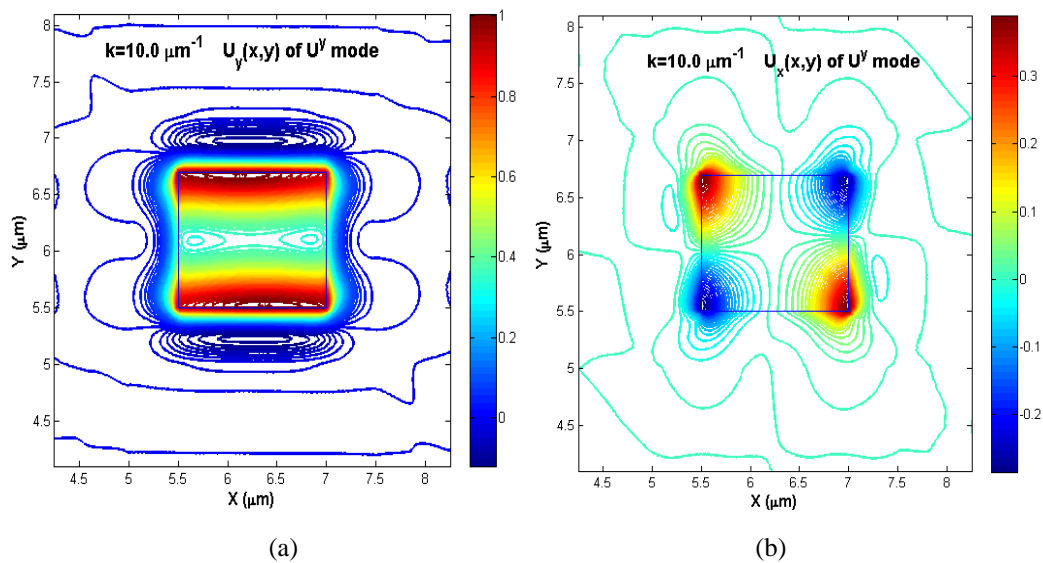 k=10.0 μm⁻¹ U_y(x,y) of U^y mode
8
7.5
7
6.5
6
5.5
5
4.5
Y (μm)
4.5 5 5.5 6 6.5 7 7.5 8
X (μm)
1
0.8
0.6
0.4
0.2
0
(a)
k=10.0 μm⁻¹ U_x(x,y) of U^y mode
8
7.5
7
6.5
6
5.5
5
4.5
Y (μm)
4.5 5 5.5 6 6.5 7 7.5 8
X (μm)
0.3
0.2
0.1
0
-0.1
-0.2
(b)